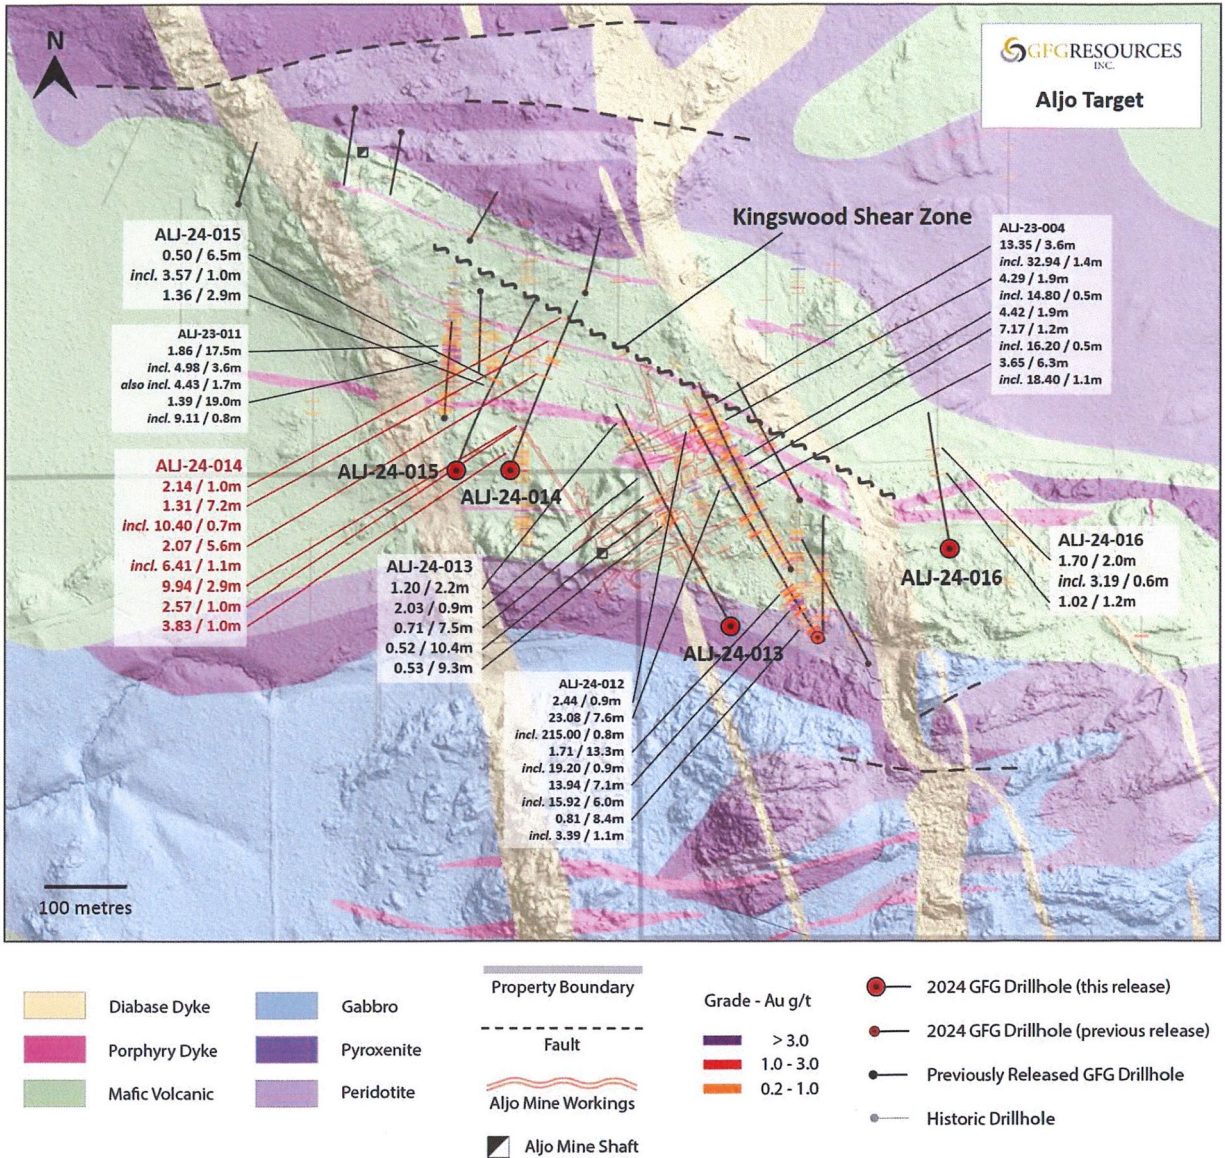 N
GFGRESOURCES
INC.
Aljo Target
Kingswood Shear Zone
ALJ-24-015
0.50 / 6.5m
incl. 3.57 / 1.0m
1.36 / 2.9m
ALJ-23-011
1.86 / 17.5m
incl. 4.98 / 3.6m
also incl. 4.43 / 1.7m
1.39 / 19.0m
incl. 9.11 / 0.8m
ALJ-24-014
2.14 / 1.0m
1.31 / 7.2m
incl. 10.40 / 0.7m
2.07 / 5.6m
incl. 6.41 / 1.1m
9.94 / 2.9m
2.57 / 1.0m
3.83 / 1.0m
ALJ-23-004
13.35 / 3.6m
incl. 32.94 / 1.4m
4.29 / 1.9m
incl. 14.80 / 0.5m
4.42 / 1.9m
7.17 / 1.2m
incl. 16.20 / 0.5m
3.65 / 6.3m
incl. 18.40 / 1.1m
ALJ-24-015
ALJ-24-014
ALJ-24-013
1.20 / 2.2m
2.03 / 0.9m
0.71 / 7.5m
0.52 / 10.4m
0.53 / 9.3m
ALJ-24-016
ALJ-24-016
1.70 / 2.0m
incl. 3.19 / 0.6m
1.02 / 1.2m
ALJ-24-013
ALJ-24-012
2.44 / 0.9m
23.08 / 7.6m
incl. 215.00 / 0.8m
1.71 / 13.3m
incl. 19.20 / 0.9m
13.94 / 7.1m
incl. 15.92 / 6.0m
0.81 / 8.4m
incl. 3.39 / 1.1m
100 metres
Diabase Dyke
Porphyry Dyke
Mafic Volcanic
Gabbro
Pyroxenite
Peridotite
Property Boundary
Fault
Aljo Mine Workings
Aljo Mine Shaft
Grade - Au g/t
> 3.0
1.0 - 3.0
0.2 - 1.0
2024 GFG Drillhole (this release)
2024 GFG Drillhole (previous release)
Previously Released GFG Drillhole
Historic Drillhole